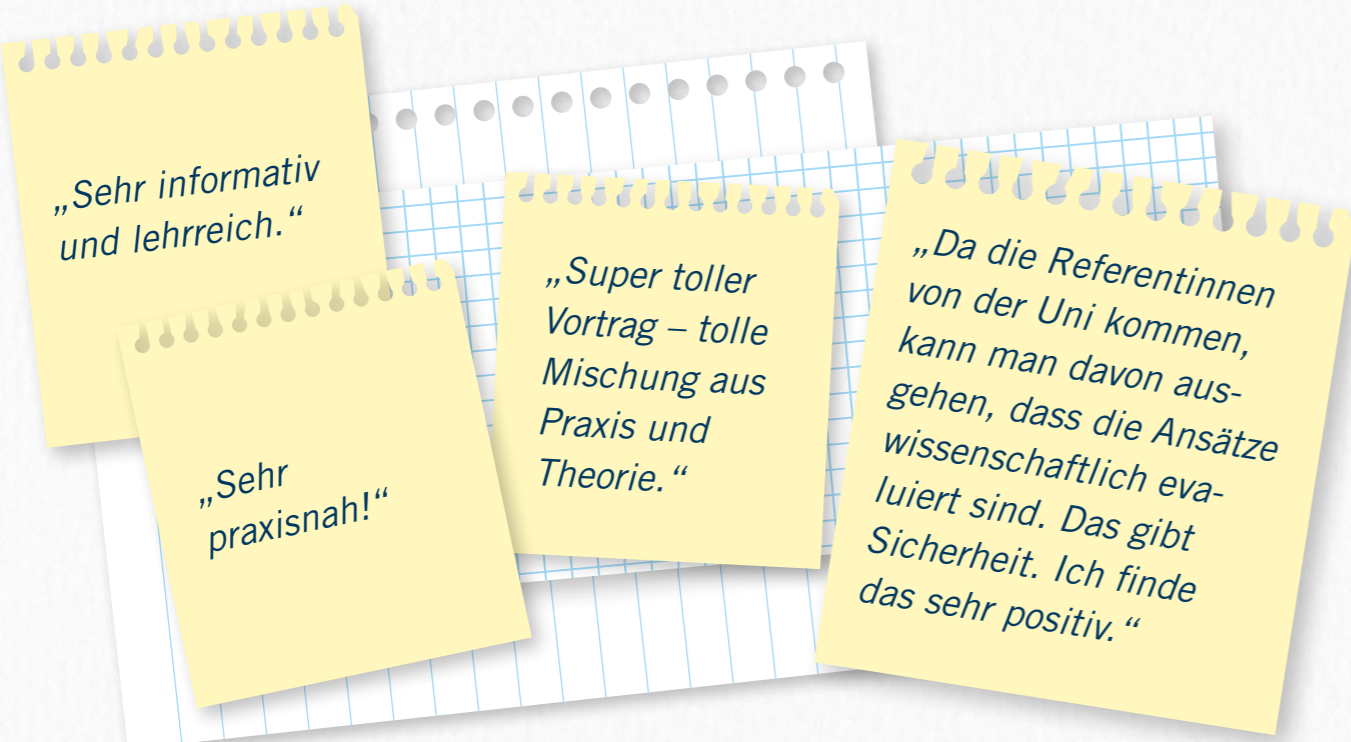 „Sehr informativ
und lehrreich.“
„Sehr
praxisnah!“
„Super toller
Vortrag – tolle
Mischung aus
Praxis und
Theorie.“
„Da die Referentinnen
von der Uni kommen,
kann man davon aus-
gehen, dass die Ansätze
wissenschaftlich eva-
luiert sind. Das gibt
Sicherheit. Ich finde
das sehr positiv.“